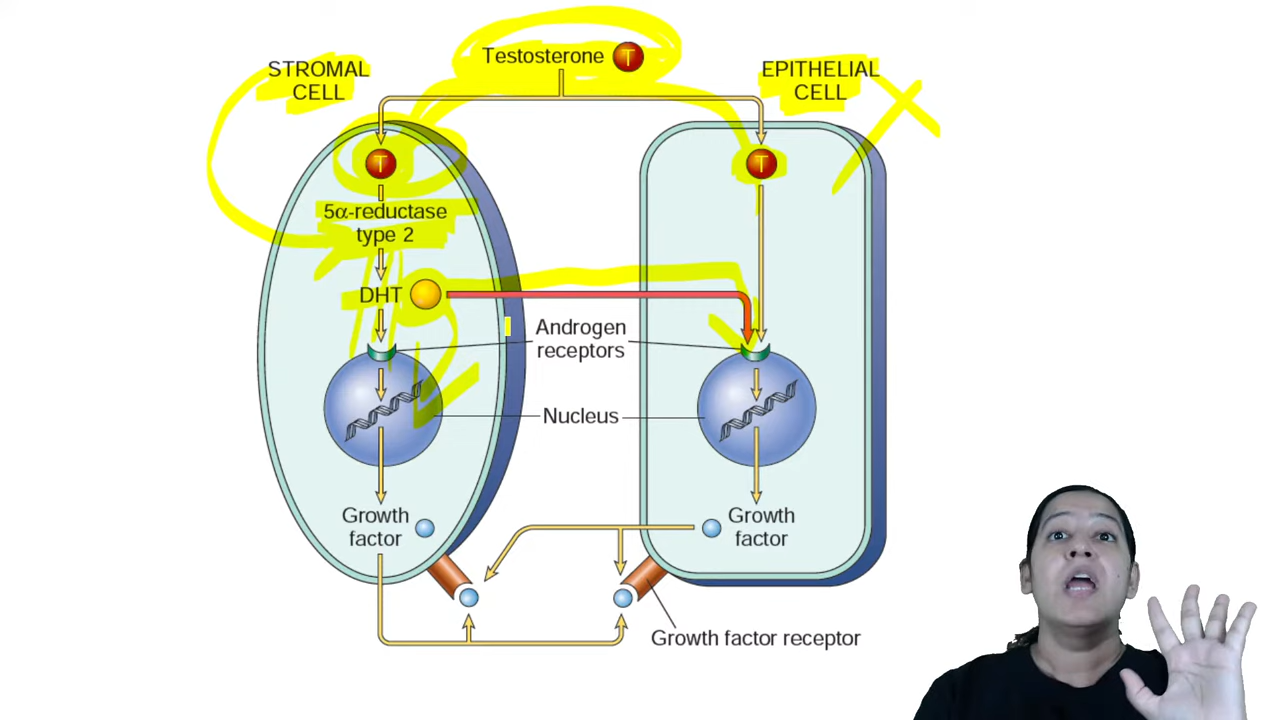 Testosterone T
STROMAL
CELL
EPITHELIAL
CELL
T
T
5α-reductase
type 2
DHT
Androgen
receptors
Nucleus
Growth
factor
Growth
factor
Growth factor receptor